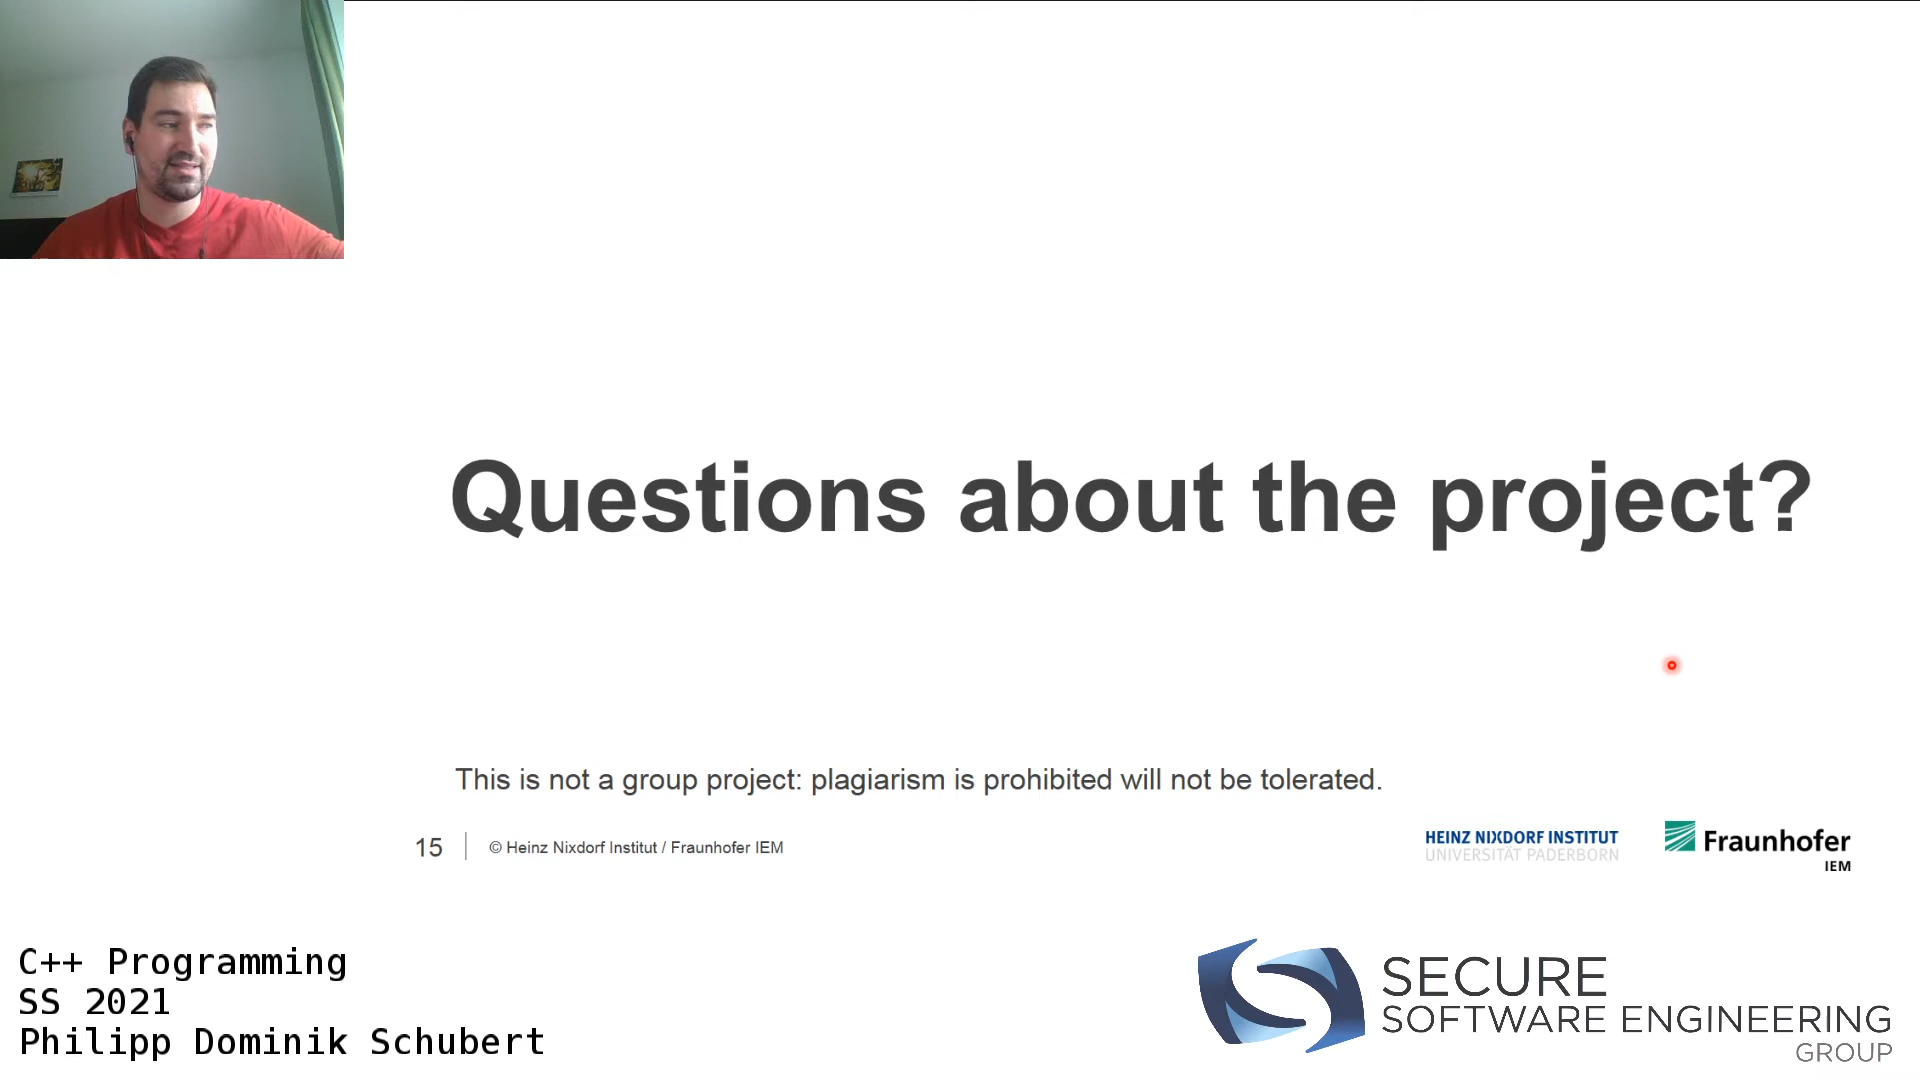 Questions about the project?
This is not a group project: plagiarism is prohibited will not be tolerated.
15
© Heinz Nixdorf Institut / Fraunhofer IEM
HEINZ NIXDORF INSTITUT
UNIVERSITÄT PADERBORN
Fraunhofer
IEM
C++ Programming
SS 2021
Philipp Dominik Schubert
SECURE
SOFTWARE ENGINEERING
GROUP